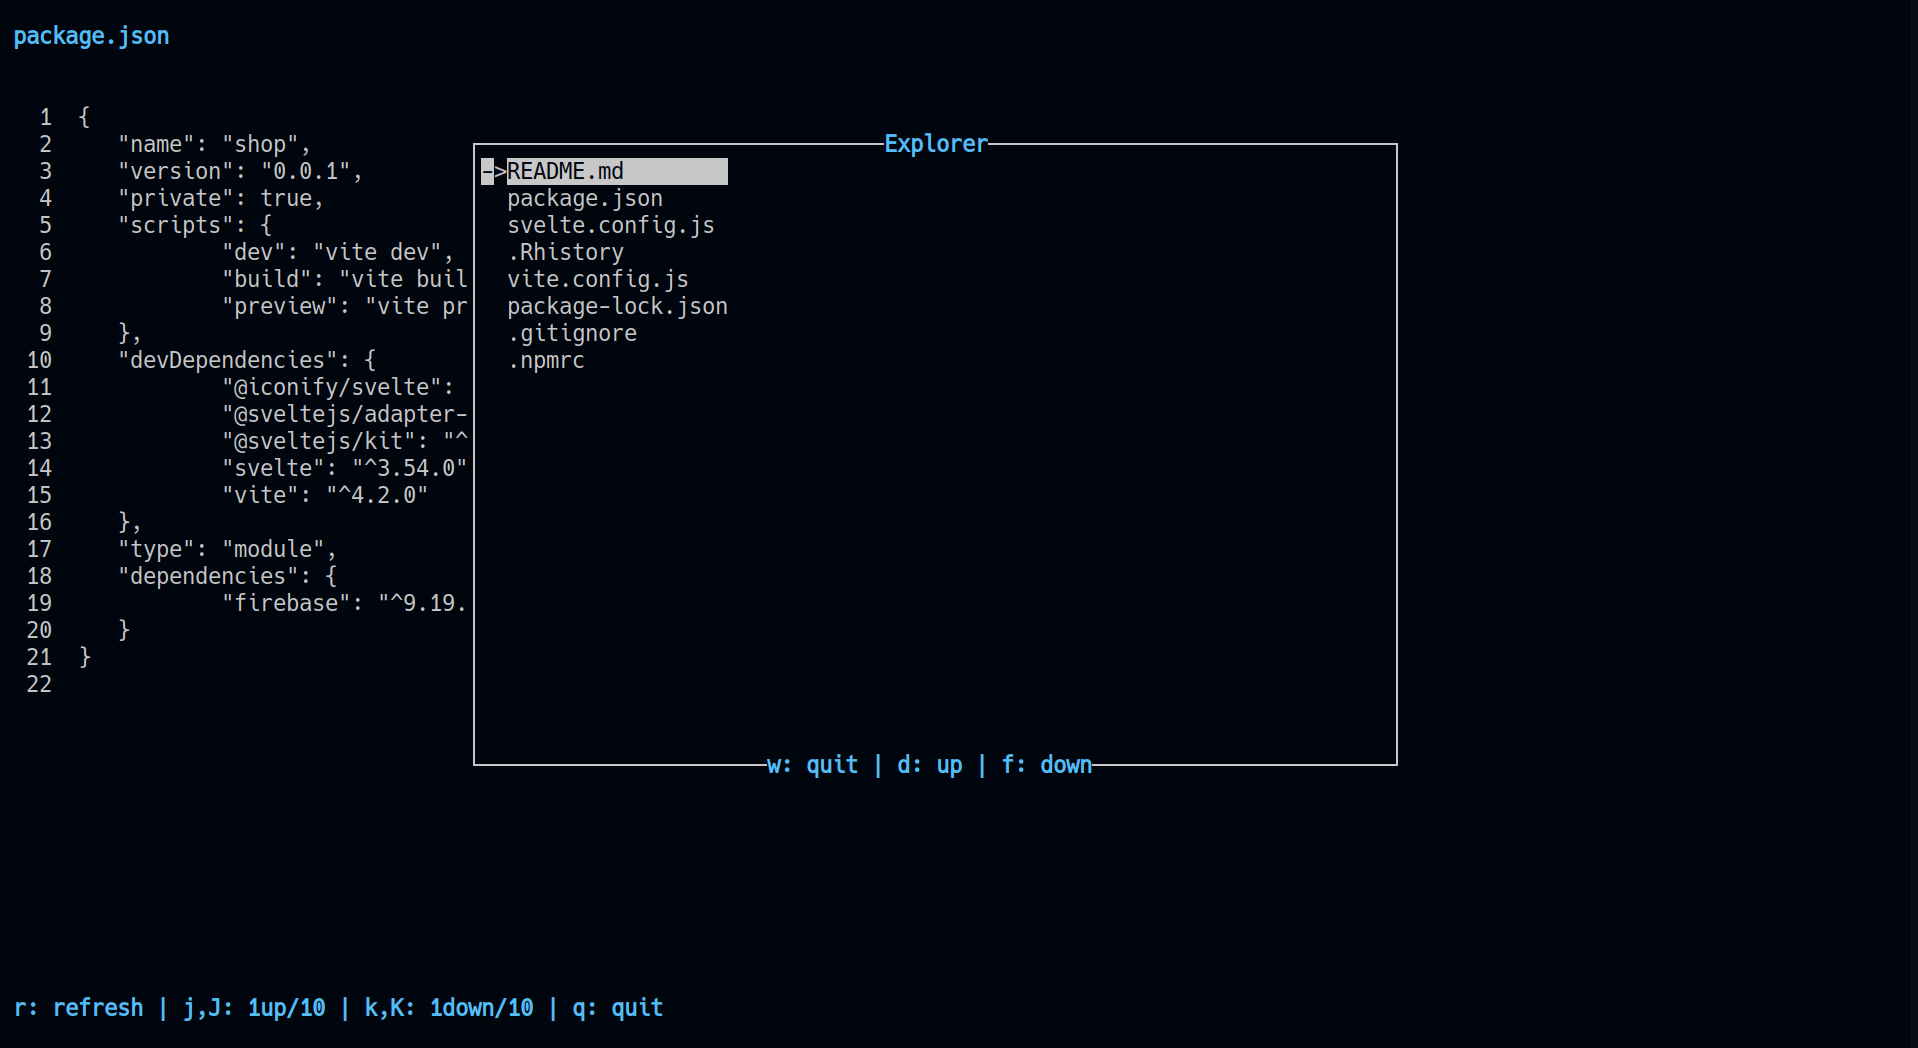 package.json
1 {
2 "name": "shop",
3 "version": "0.0.1",
4 "private": true,
5 "scripts": {
6 "dev": "vite dev",
7 "build": "vite buil
8 "preview": "vite pr
9 },
10 "devDependencies": {
11 "@iconify/svelte":
12 "@sveltejs/adapter-
13 "@sveltejs/kit": "^
14 "svelte": "^3.54.0"
15 "vite": "^4.2.0"
16 },
17 "type": "module",
18 "dependencies": {
19 "firebase": "^9.19.
20 }
21 }
22
Explorer
->README.md
package.json
svelte.config.js
.Rhistory
vite.config.js
package-lock.json
.gitignore
.npmrc
w: quit | d: up | f: down
r: refresh | j,J: 1up/10 | k,K: 1down/10 | q: quit